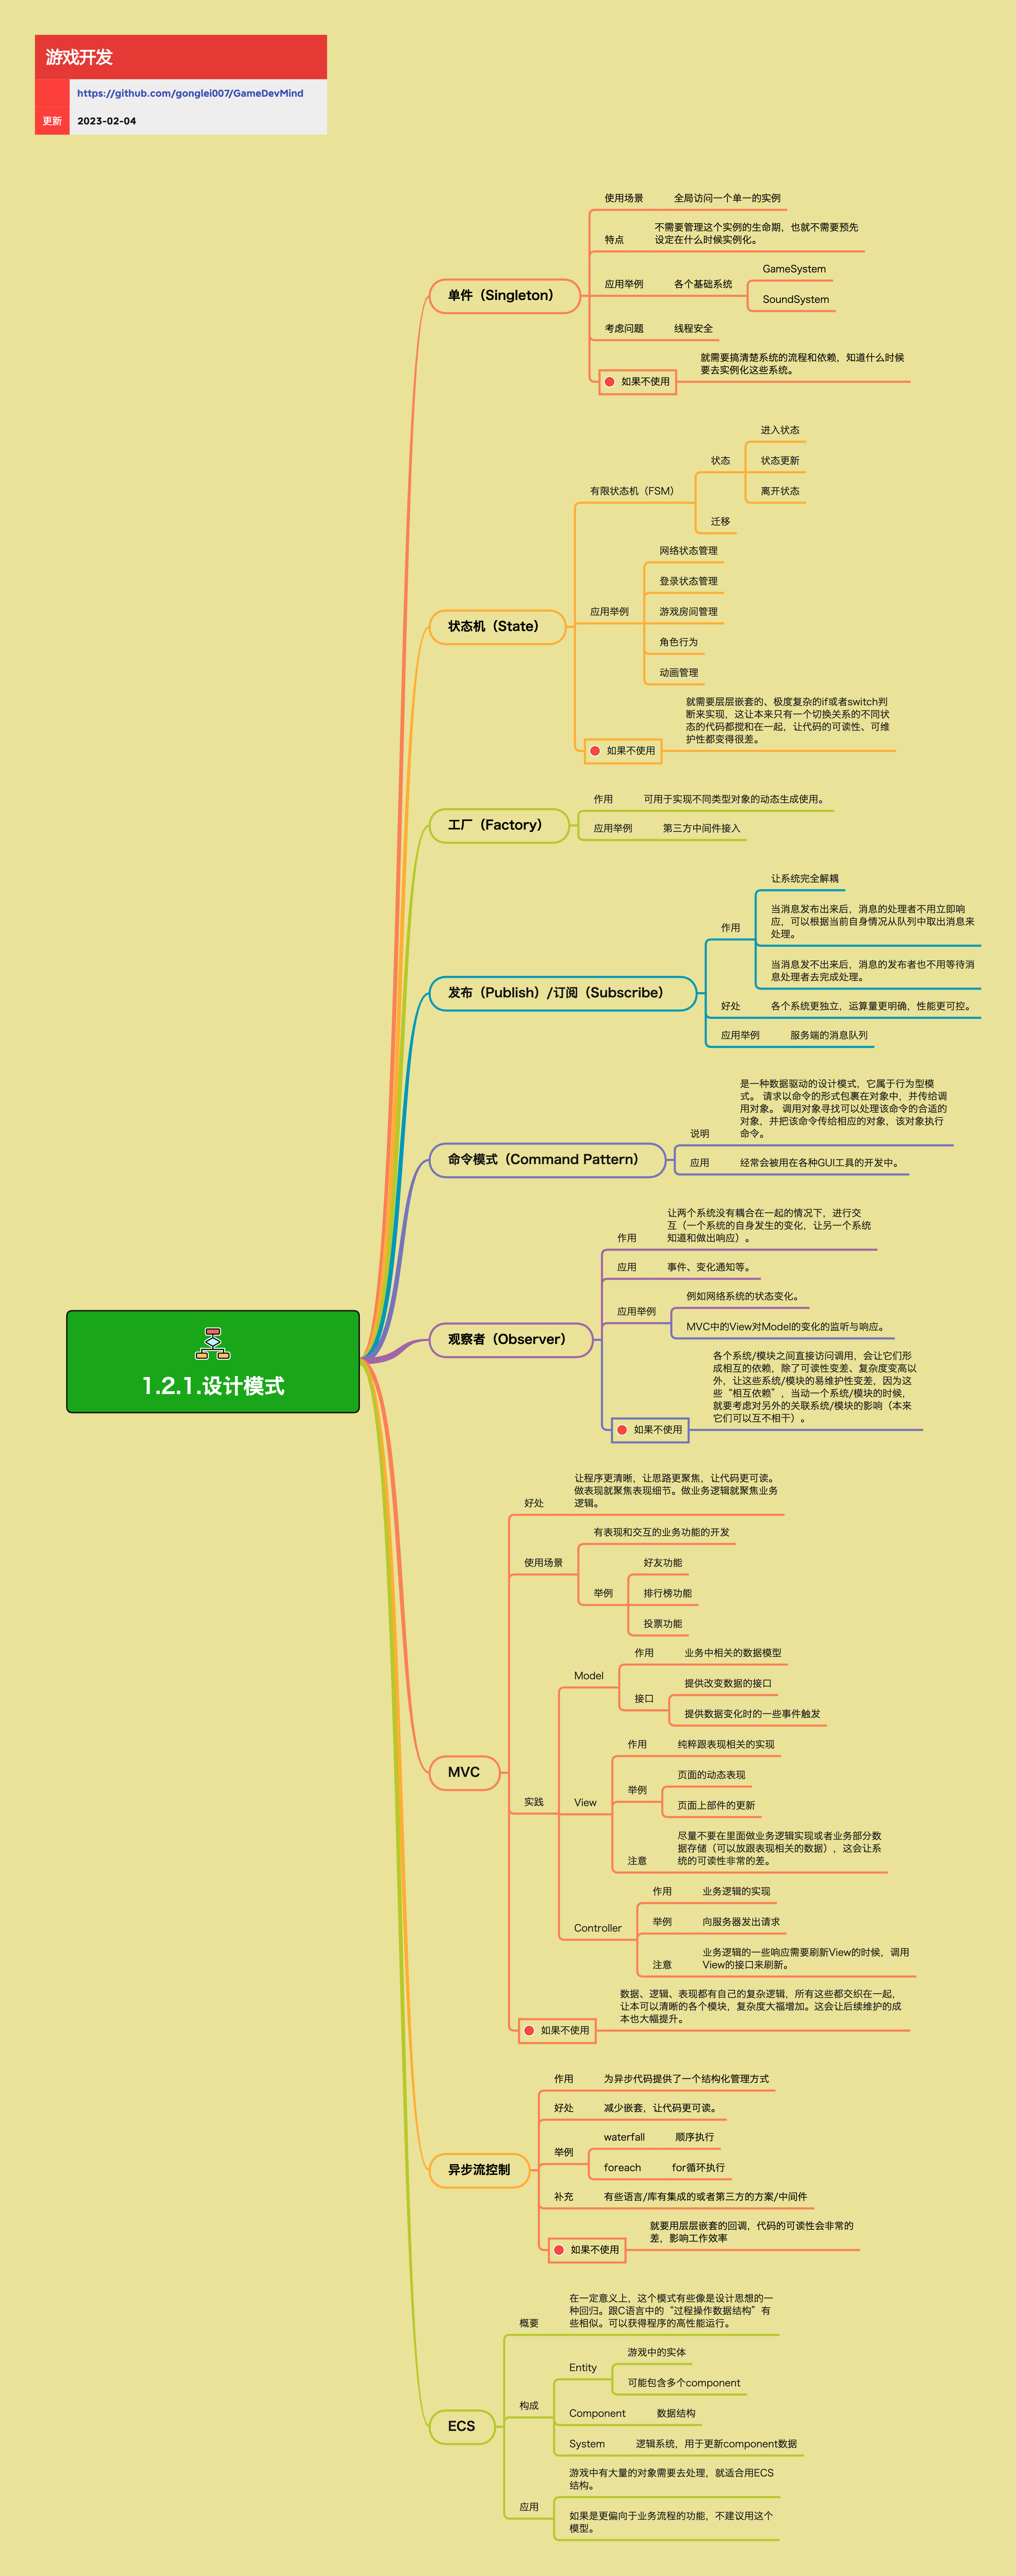 游戏开发
https://github.com/gonglei007/GameDevMind
更新 2023-02-04
1.2.1.设计模式
单件（Singleton）
使用场景
全局访问一个单一的实例
特点
不需要管理这个实例的生命期，也就不需要预先
设定在什么时候实例化。
应用举例
各个基础系统
GameSystem
SoundSystem
考虑问题
线程安全
如果不使用
就需要搞清楚系统的流程和依赖，知道什么时候
要去实例化这些系统。
状态机（State）
有限状态机（FSM）
状态
进入状态
状态更新
离开状态
迁移
应用举例
网络状态管理
登录状态管理
游戏房间管理
角色行为
动画管理
如果不使用
就需要层层嵌套的、极度复杂的if或者switch判
断来实现，这让本来只有一个切换关系的不同状
态的代码都搅和在一起，让代码的可读性、可维
护性都变得很差。
工厂（Factory）
作用
可用于实现不同类型对象的动态生成使用。
应用举例
第三方中间件接入
发布（Publish）/订阅（Subscribe）
作用
让系统完全解耦
当消息发布出来后，消息的处理者不用立即响
应，可以根据当前自身情况从队列中取出消息来
处理。
当消息发不出来后，消息的发布者也不用等待消
息处理者去完成处理。
好处
各个系统更独立，运算量更明确，性能更可控。
应用举例
服务端的消息队列
命令模式（Command Pattern）
说明
是一种数据驱动的设计模式，它属于行为型模
式。 请求以命令的形式包裹在对象中，并传给调
用对象。 调用对象寻找可以处理该命令的合适的
对象，并把该命令传给相应的对象，该对象执行
命令。
应用
经常会被用在各种GUI工具的开发中。
观察者（Observer）
作用
让两个系统没有耦合在一起的情况下，进行交
互（一个系统的自身发生的变化，让另一个系统
知道和做出响应）。
应用
事件、变化通知等。
应用举例
例如网络系统的状态变化。
MVC中的View对Model的变化的监听与响应。
如果不使用
各个系统/模块之间直接访问调用，会让它们形
成相互的依赖，除了可读性变差、复杂度变高以
外，让这些系统/模块的易维护性变差，因为这
些“相互依赖”，当动一个系统/模块的时候，
就要考虑对另外的关联系统/模块的影响（本来
它们可以互不相干）。
MVC
好处
让程序更清晰，让思路更聚焦，让代码更可读。
做表现就聚焦表现细节。做业务逻辑就聚焦业务
逻辑。
使用场景
有表现和交互的业务功能的开发
举例
好友功能
排行榜功能
投票功能
实践
Model
作用
业务中相关的数据模型
接口
提供改变数据的接口
提供数据变化时的一些事件触发
View
作用
纯粹跟表现相关的实现
举例
页面的动态表现
页面上部件的更新
注意
尽量不要在里面做业务逻辑实现或者业务部分数
据存储（可以放跟表现相关的数据），这会让系
统的可读性非常的差。
Controller
作用
业务逻辑的实现
举例
向服务器发出请求
注意
业务逻辑的一些响应需要刷新View的时候，调用
View的接口来刷新。
如果不使用
数据、逻辑、表现都有自己的复杂逻辑，所有这些都交织在一起，
让本可以清晰的各个模块，复杂度大福增加。这会让后续维护的成
本也大幅提升。
异步流控制
作用
为异步代码提供了一个结构化管理方式
好处
减少嵌套，让代码更可读。
举例
waterfall
顺序执行
foreach
for循环执行
补充
有些语言/库有集成的或者第三方的方案/中间件
如果不使用
就要用层层嵌套的回调，代码的可读性会非常的
差，影响工作效率
ECS
概要
在一定意义上，这个模式有些像是设计思想的一
种回归。跟C语言中的“过程操作数据结构”有
些相似。可以获得程序的高性能运行。
构成
Entity
游戏中的实体
可能包含多个component
Component
数据结构
System
逻辑系统，用于更新component数据
应用
游戏中有大量的对象需要去处理，就适合用ECS
结构。
如果是更偏向于业务流程的功能，不建议用这个
模型。